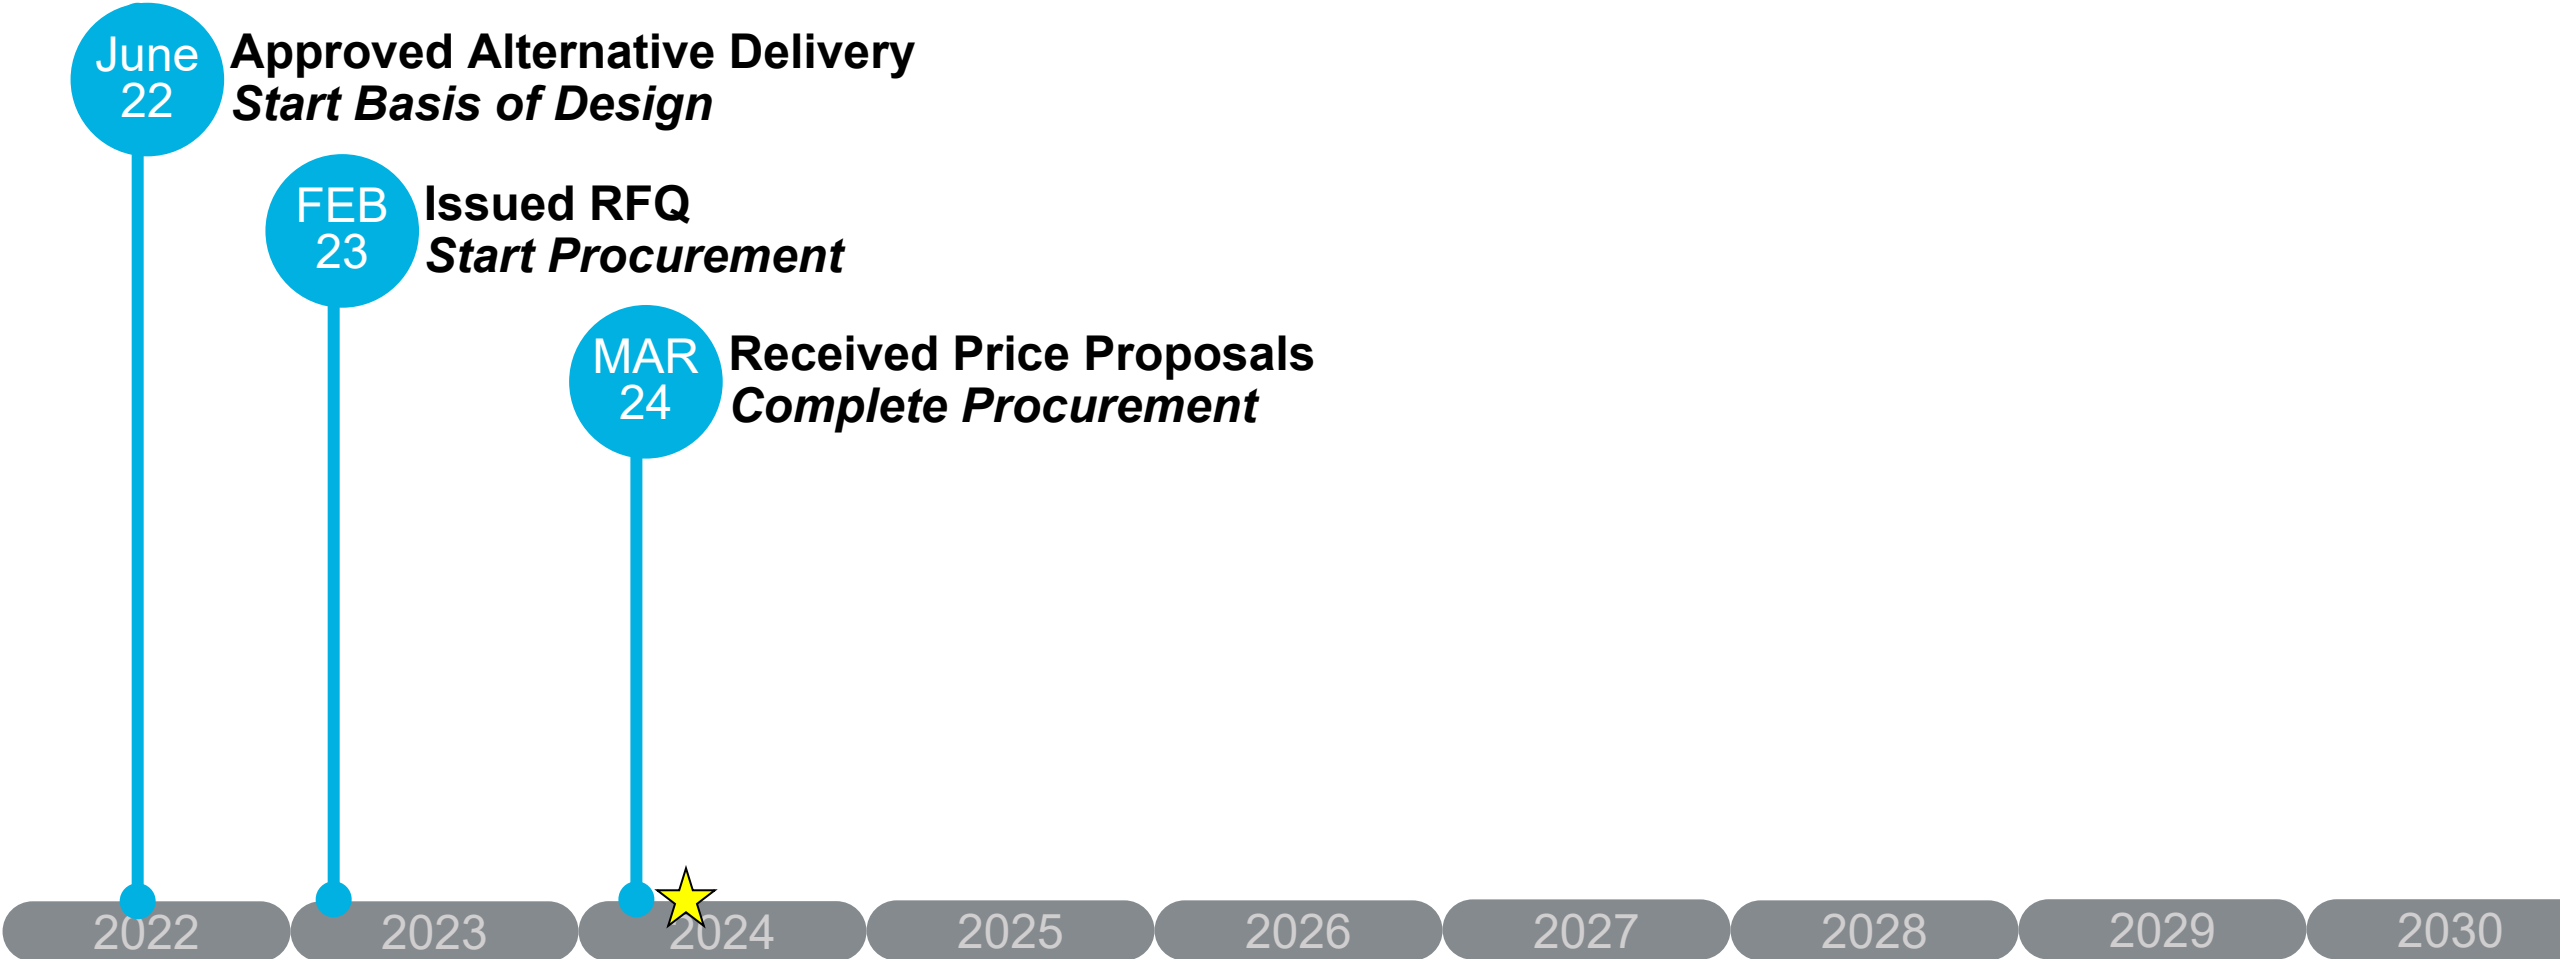 June
22
Approved Alternative Delivery
Start Basis of Design
FEB
23
Issued RFQ
Start Procurement
MAR
24
Received Price Proposals
Complete Procurement
2022
2023
2024
2025
2026
2027
2028
2029
2030